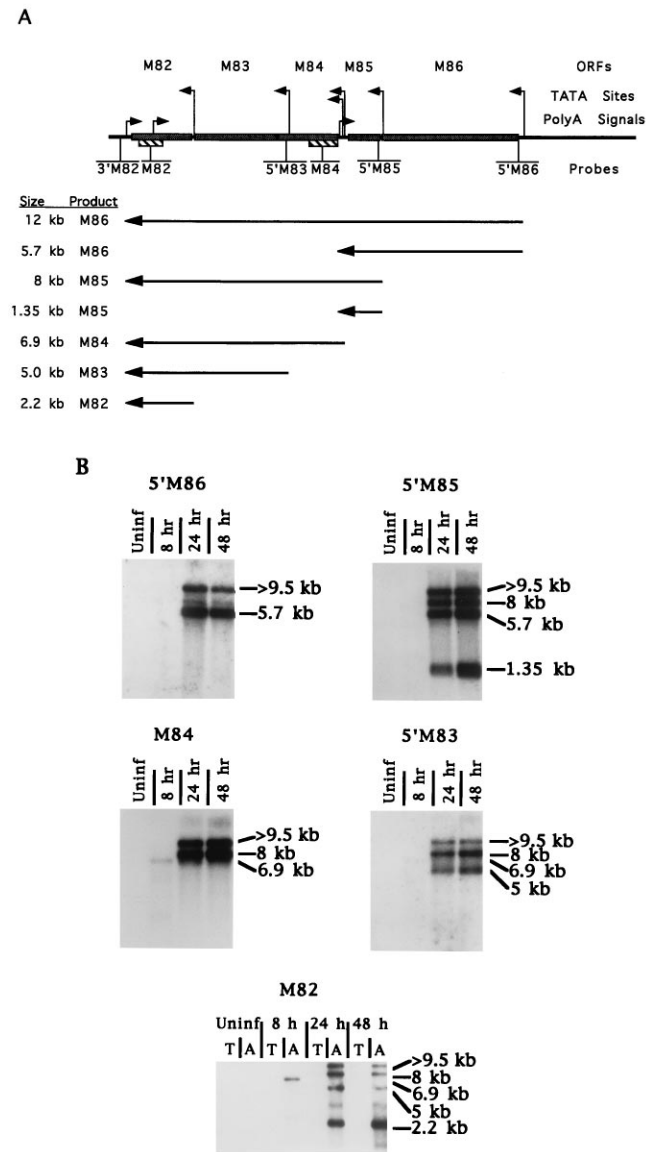 A
M82 M83 M84 M85 M86 ORFs
TATA Sites
PolyA Signals
3'M82 M82 5'M83 M84 5'M85 5'M86 Probes
Size Product
12 kb M86
5.7 kb M86
8 kb M85
1.35 kb M85
6.9 kb M84
5.0 kb M83
2.2 kb M82
B
5'M86
Uninf 8 hr 24 hr 48 hr
>9.5 kb
5.7 kb
5'M85
Uninf 8 hr 24 hr 48 hr
>9.5 kb
8 kb
5.7 kb
1.35 kb
M84
Uninf 8 hr 24 hr 48 hr
>9.5 kb
8 kb
6.9 kb
5'M83
Uninf 8 hr 24 hr 48 hr
>9.5 kb
8 kb
6.9 kb
5 kb
M82
Uninf 8 h 24 h 48 h
T A T A T A T A
>9.5 kb
8 kb
6.9 kb
5 kb
2.2 kb